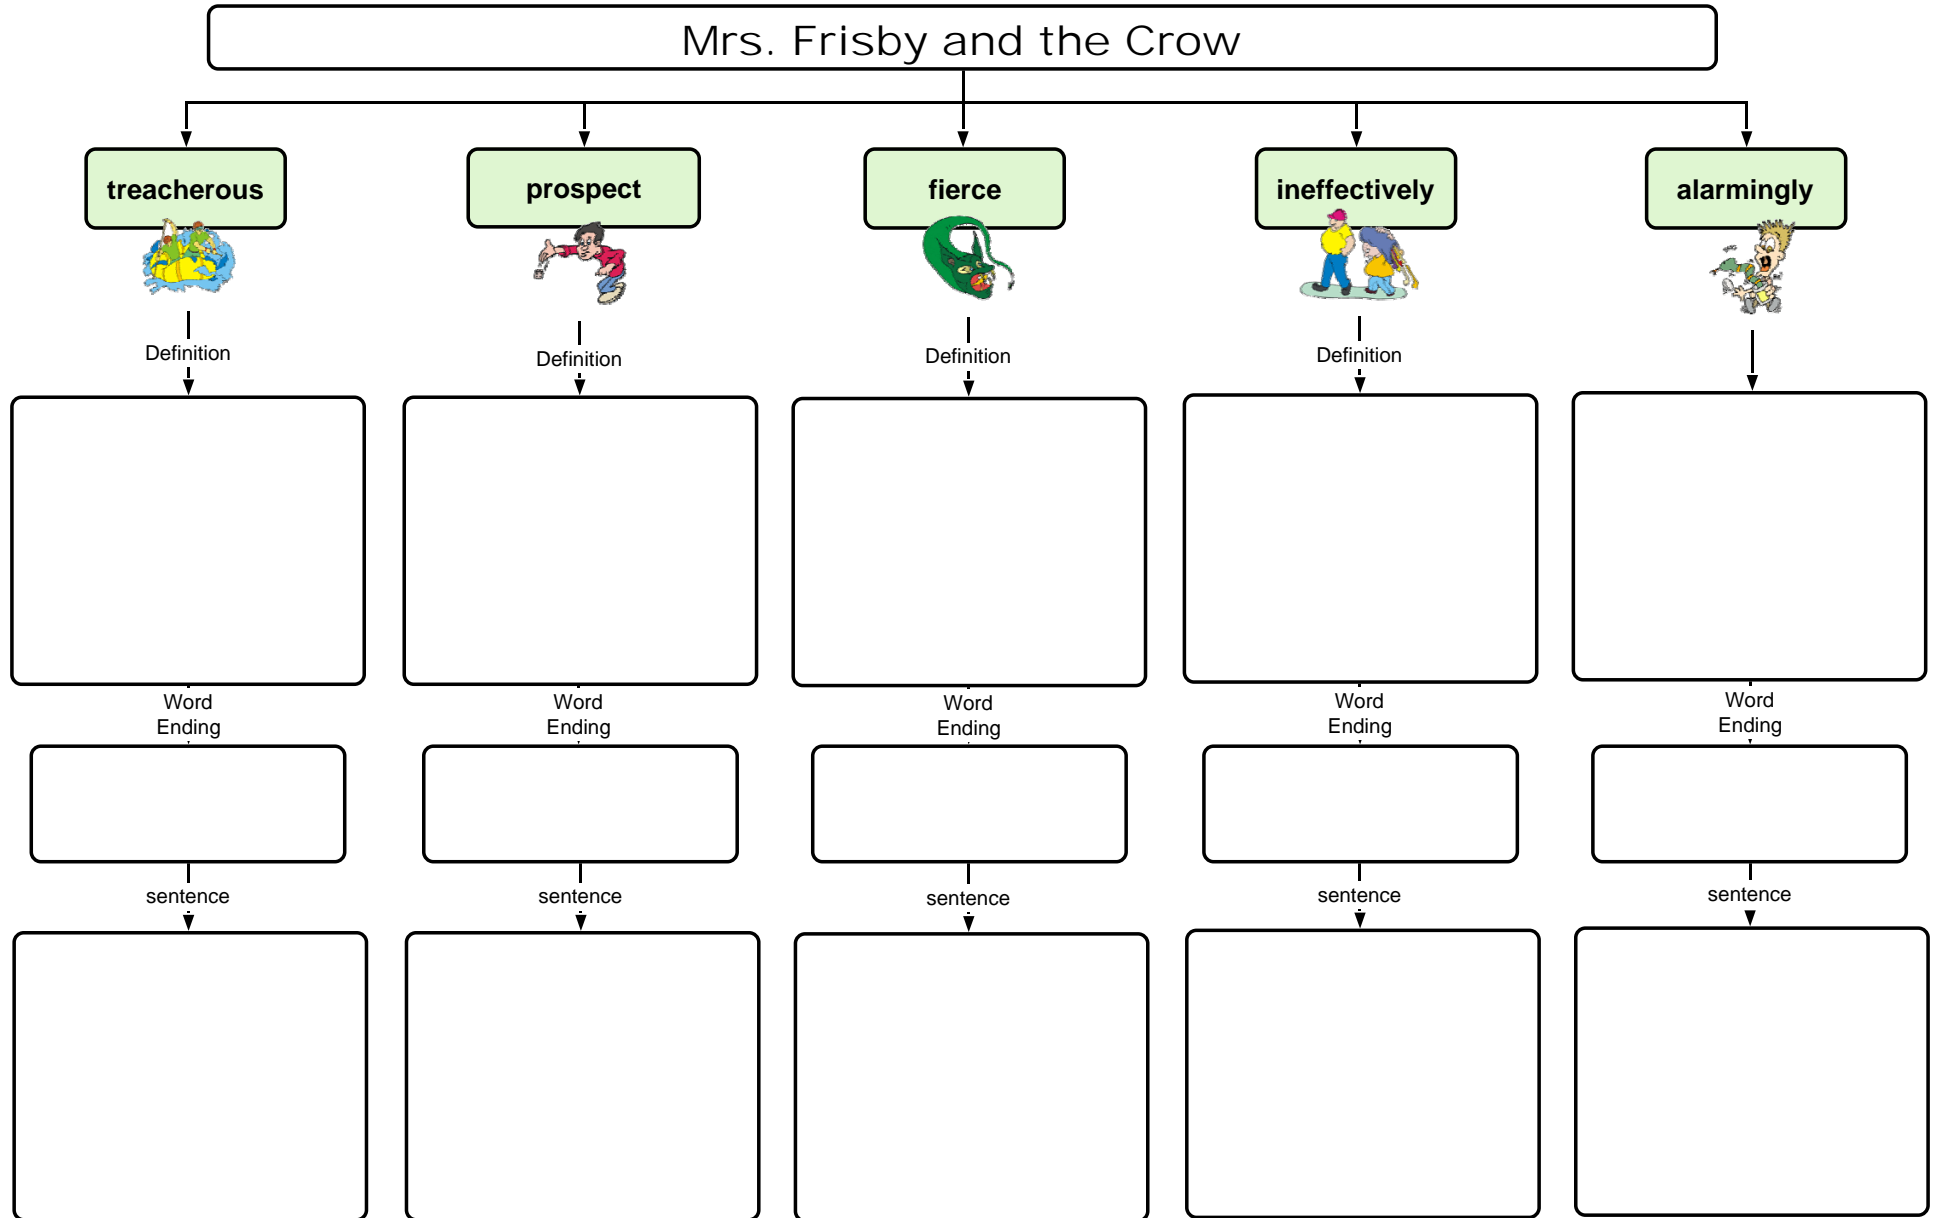 Mrs. Frisby and the Crow
treacherous
prospect
fierce
ineffectively
alarmingly
Definition
Definition
Definition
Definition
Word
Ending
Word
Ending
Word
Ending
Word
Ending
Word
Ending
sentence
sentence
sentence
sentence
sentence